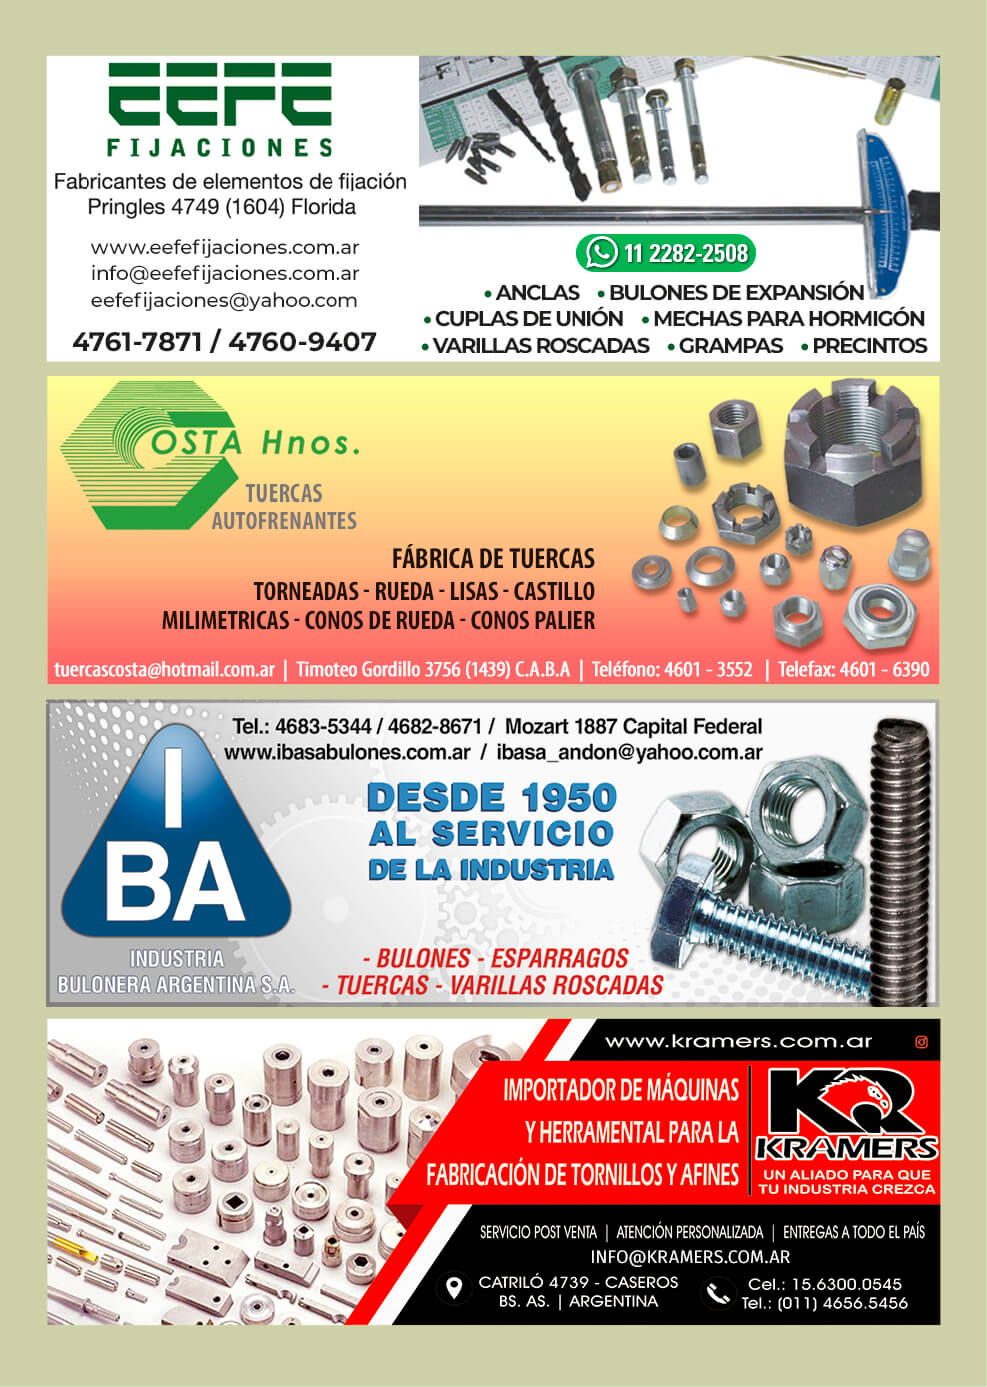 EEFE
FIJACIONES
Fabricantes de elementos de fijación
Pringles 4749 (1604) Florida
www.eefefijaciones.com.ar
info@eefefijaciones.com.ar
eefefijaciones@yahoo.com
4761-7871 / 4760-9407
11 2282-2508
• ANCLAS • BULONES DE EXPANSIÓN
• CUPLAS DE UNIÓN • MECHAS PARA HORMIGÓN
• VARILLAS ROSCADAS • GRAMPAS • PRECINTOS
COSTA Hnos.
TUERCAS
AUTOFRENANTES
FÁBRICA DE TUERCAS
TORNEADAS - RUEDA - LISAS - CASTILLO
MILIMETRICAS - CONOS DE RUEDA - CONOS PALIER
tuercascosta@hotmail.com.ar | Timoteo Gordillo 3756 (1439) C.A.B.A | Teléfono: 4601 - 3552 | Telefax: 4601 - 6390
Tel.: 4683-5344 / 4682-8671 / Mozart 1887 Capital Federal
www.ibasabulones.com.ar / ibasa_andon@yahoo.com.ar
I
BA
INDUSTRIA
BULONERA ARGENTINA S.A.
DESDE 1950
AL SERVICIO
DE LA INDUSTRIA
- BULONES - ESPARRAGOS
- TUERCAS - VARILLAS ROSCADAS
www.kramers.com.ar
IMPORTADOR DE MÁQUINAS
Y HERRAMENTAL PARA LA
FABRICACIÓN DE TORNILLOS Y AFINES
KR
KRAMERS
UN ALIADO PARA QUE
TU INDUSTRIA CREZCA
SERVICIO POST VENTA | ATENCIÓN PERSONALIZADA | ENTREGAS A TODO EL PAÍS
INFO@KRAMERS.COM.AR
CATRILÓ 4739 - CASEROS
BS. AS. | ARGENTINA
Cel.: 15.6300.0545
Tel.: (011) 4656.5456